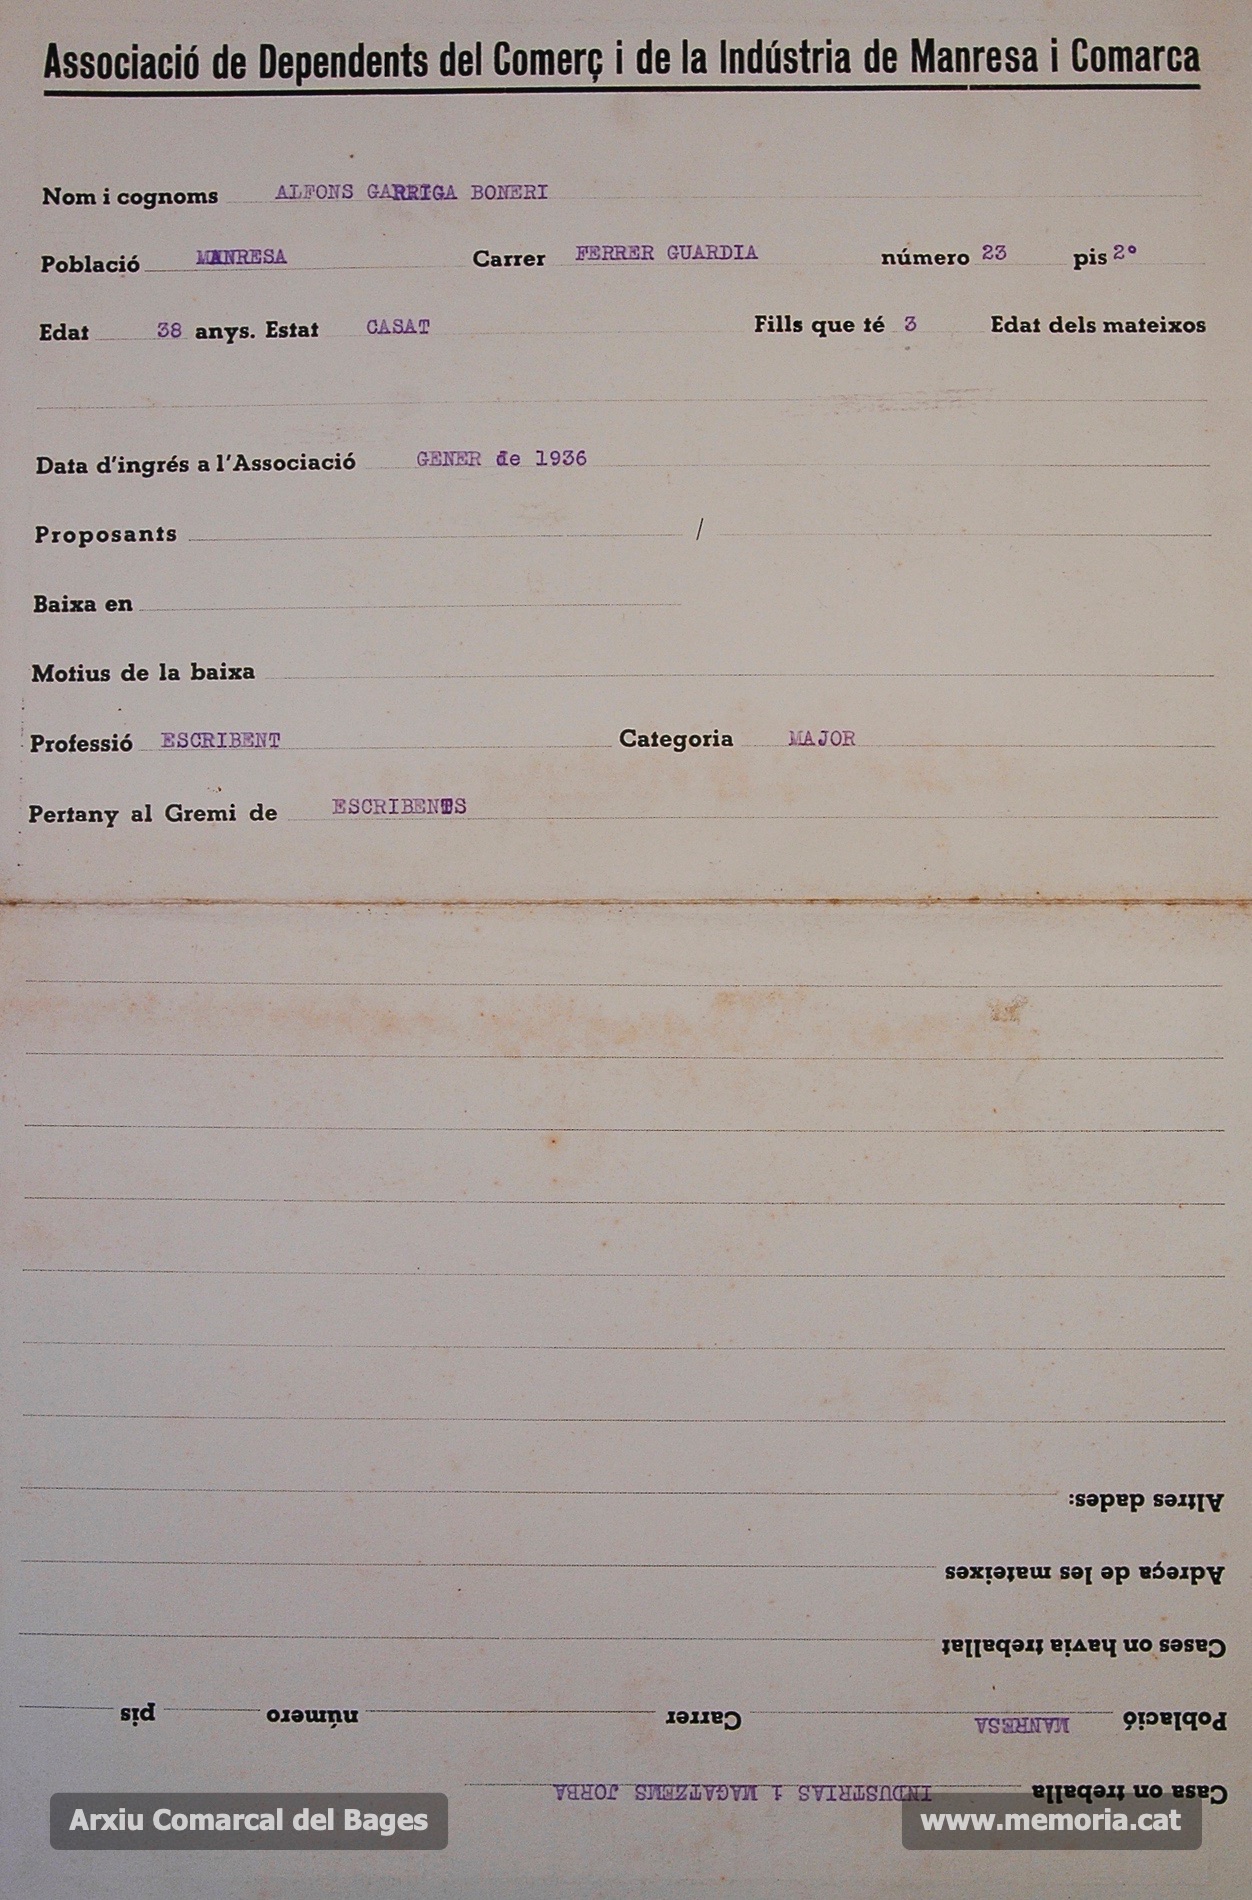 Associació de Dependents del Comerç i de la Indústria de Manresa i Comarca
Nom i cognoms ALFONS GARRIGA BONERI
Població MANRESA Carrer FERRER GUARDIA número 23 pis 2º
Edat 38 anys. Estat CASAT Fills que té 3 Edat dels mateixos
Data d'ingrés a l'Associació GENER de 1936
Proposants /
Baixa en
Motius de la baixa
Professió ESCRIBENT Categoria MAJOR
Pertany al Gremi de ESCRIBENTS
Casa on treballa INDUSTRIAS i MAGATZEMS JORBA
Població MANRESA Carrer número pis
Cases on havia treballat
Adreça de les mateixes
Altres dades:
Arxiu Comarcal del Bages
www.memoria.cat